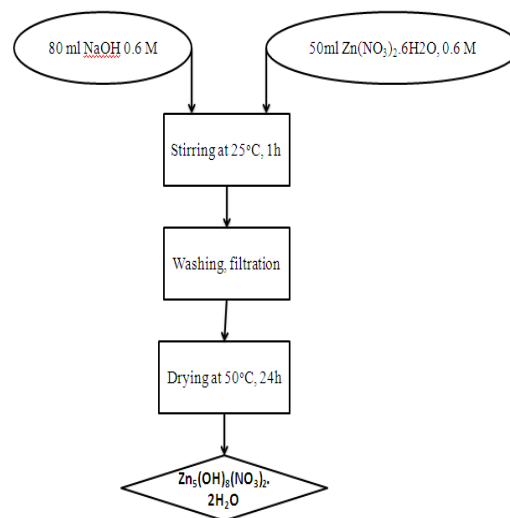 80 ml NaOH 0.6 M
50ml Zn(NO₃)₂.6H2O, 0.6 M
Stirring at 25°C, 1h
Washing, filtration
Drying at 50°C, 24h
Zn₅(OH)₈(NO₃)₂.
2H₂O